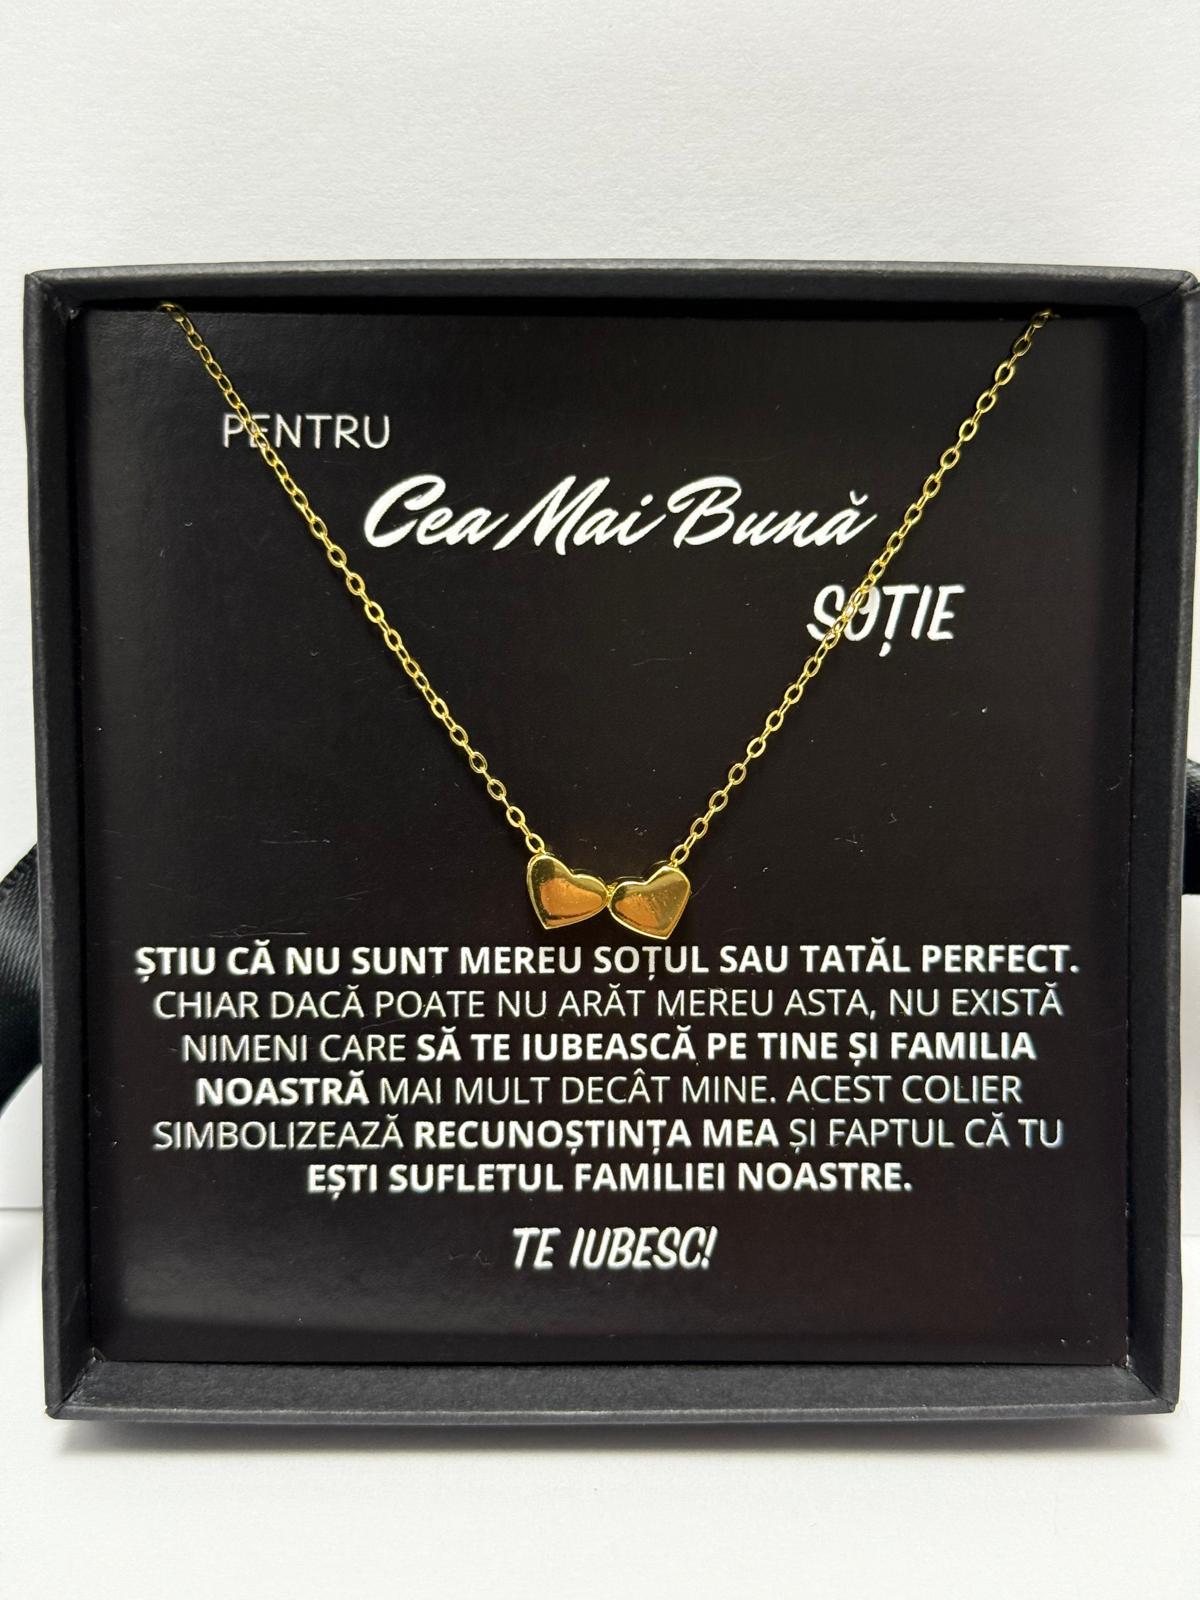 PENTRU
Cea Mai Bună
SOȚIE
ȘTIU CĂ NU SUNT MEREU SOȚUL SAU TATĂL PERFECT.
CHIAR DACĂ POATE NU ARĂT MEREU ASTA, NU EXISTĂ
NIMENI CARE SĂ TE IUBEASCĂ PE TINE ȘI FAMILIA
NOASTRĂ MAI MULT DECÂT MINE. ACEST COLIER
SIMBOLIZEAZĂ RECUNOȘTINȚA MEA ȘI FAPTUL CĂ TU
EȘTI SUFLETUL FAMILIEI NOASTRE.
TE IUBESC!